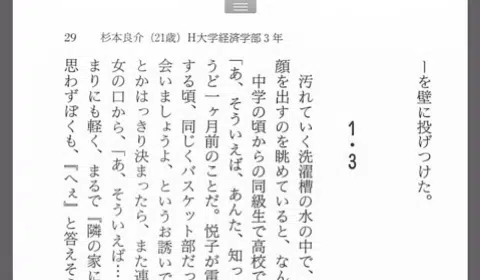 29 杉本良介（21歳）H大学経済学部3年
ーを壁に投げつけた。
1・3
汚れていく洗濯槽の水の中で、
顔を出すのを眺めていると、なん
中学の頃からの同級生で高校で
「あ、そういえば、あんた、知っ
うど一ヶ月前のことだ。悦子が
する頃、同じくバスケット部だっ
会いましょうよ、というお誘いで
とかはっきり決まったら、また連
女の口から、「あ、そういえば…
まりにも軽く、まるで『隣の家に
思わずぼくも、『へぇ』と答えそ